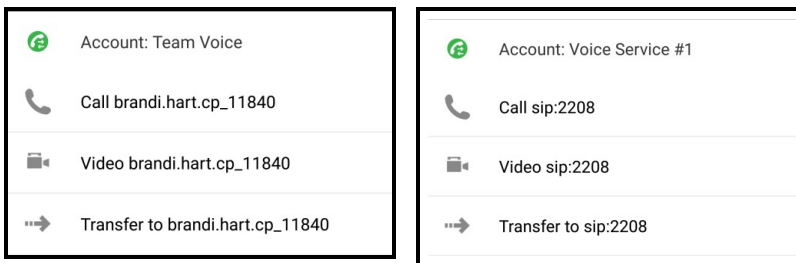 Account: Team Voice
Call brandi.hart.cp_11840
Video brandi.hart.cp_11840
Transfer to brandi.hart.cp_11840
Account: Voice Service #1
Call sip:2208
Video sip:2208
Transfer to sip:2208